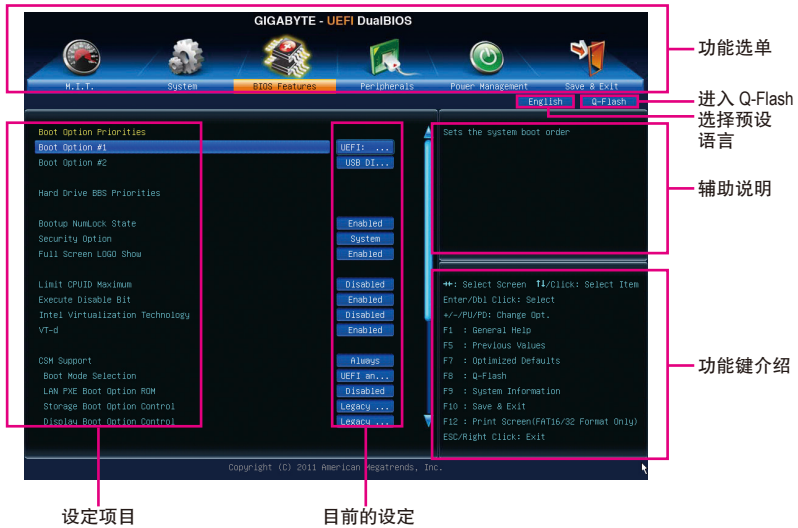 GIGABYTE - UEFI DualBIOS
M.I.T.
System
BIOS Features
Peripherals
Power Management
Save & Exit
功能选单
English
Q-Flash
进入 Q-Flash
选择预设
语言
Boot Option Priorities
Boot Option #1
UEFI: ...
Boot Option #2
USB DI...
Hard Drive BBS Priorities
Bootup NumLock State
Enabled
Security Option
System
Full Screen LOGO Show
Enabled
Limit CPUID Maximum
Disabled
Execute Disable Bit
Enabled
Intel Virtualization Technology
Disabled
VT-d
Enabled
CSM Support
Always
Boot Mode Selection
UEFI an...
LAN PXE Boot Option ROM
Disabled
Storage Boot Option Control
Legacy ...
Display Boot Option Control
Legacy ...
Sets the system boot order
辅助说明
→←: Select Screen ↑↓/Click: Select Item
Enter/Dbl Click: Select
+/-/PU/PD: Change Opt.
F1 : General Help
F5 : Previous Values
F7 : Optimized Defaults
F8 : Q-Flash
F9 : System Information
F10 : Save & Exit
F12 : Print Screen(FAT16/32 Format Only)
ESC/Right Click: Exit
功能键介绍
Copyright (C) 2011 American Megatrends, Inc.
设定项目
目前的设定